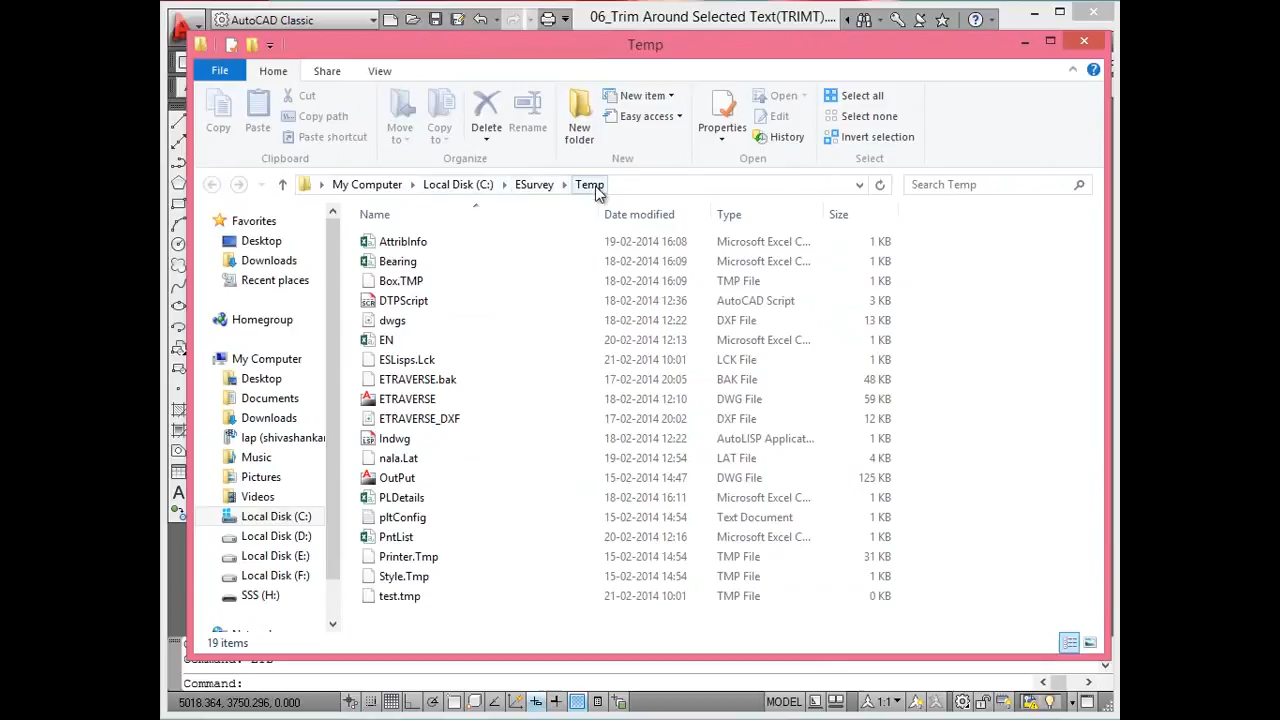 AutoCAD Classic 06_Trim Around Selected Text(TRIMT)....
Temp
File Home Share View
Copy Paste Cut Copy path Paste shortcut Move to Copy to Delete Rename New folder New item Easy access Properties Open Edit History Select all Select none Invert selection
Clipboard Organize New Open Select
My Computer Local Disk (C:) ESurvey Temp Search Temp
Name Date modified Type Size
Favorites
Desktop
Downloads
Recent places
Homegroup
My Computer
Desktop
Documents
Downloads
lap (shivashankar
Music
Pictures
Videos
Local Disk (C:)
Local Disk (D:)
Local Disk (E:)
Local Disk (F:)
SSS (H:)
AttribInfo 19-02-2014 16:08 Microsoft Excel C... 1 KB
Bearing 18-02-2014 16:09 Microsoft Excel C... 1 KB
Box.TMP 18-02-2014 16:09 TMP File 1 KB
DTPScript 18-02-2014 12:36 AutoCAD Script 3 KB
dwgs 18-02-2014 12:22 DXF File 13 KB
EN 20-02-2014 12:13 Microsoft Excel C... 1 KB
ESLisps.Lck 21-02-2014 10:01 LCK File 1 KB
ETRAVERSE.bak 17-02-2014 20:05 BAK File 48 KB
ETRAVERSE 18-02-2014 12:10 DWG File 59 KB
ETRAVERSE_DXF 17-02-2014 20:02 DXF File 12 KB
Indwg 18-02-2014 12:22 AutoLISP Applicat... 1 KB
nala.Lat 19-02-2014 12:54 LAT File 4 KB
OutPut 15-02-2014 14:47 DWG File 125 KB
PLDetails 18-02-2014 16:11 Microsoft Excel C... 1 KB
pltConfig 15-02-2014 14:54 Text Document 1 KB
PntList 20-02-2014 12:16 Microsoft Excel C... 1 KB
Printer.Tmp 15-02-2014 14:54 TMP File 31 KB
Style.Tmp 15-02-2014 14:54 TMP File 1 KB
test.tmp 21-02-2014 10:01 TMP File 0 KB
19 items
Command:
5018.364, 3750.296, 0.000 MODEL 1:1